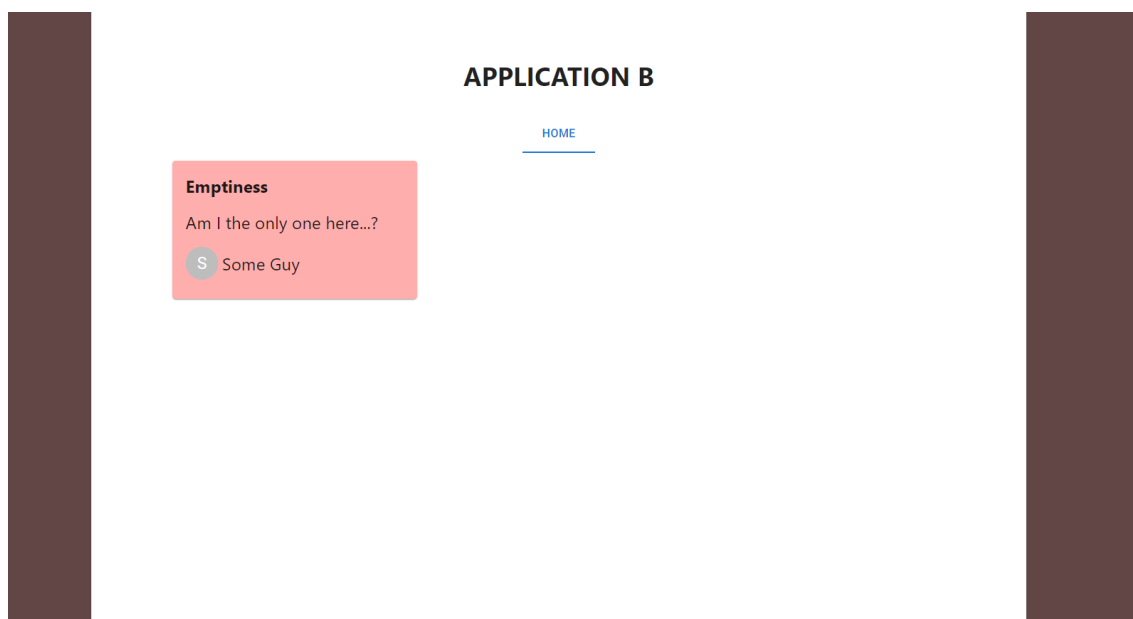 APPLICATION B
HOME
Emptiness
Am I the only one here...?
S Some Guy